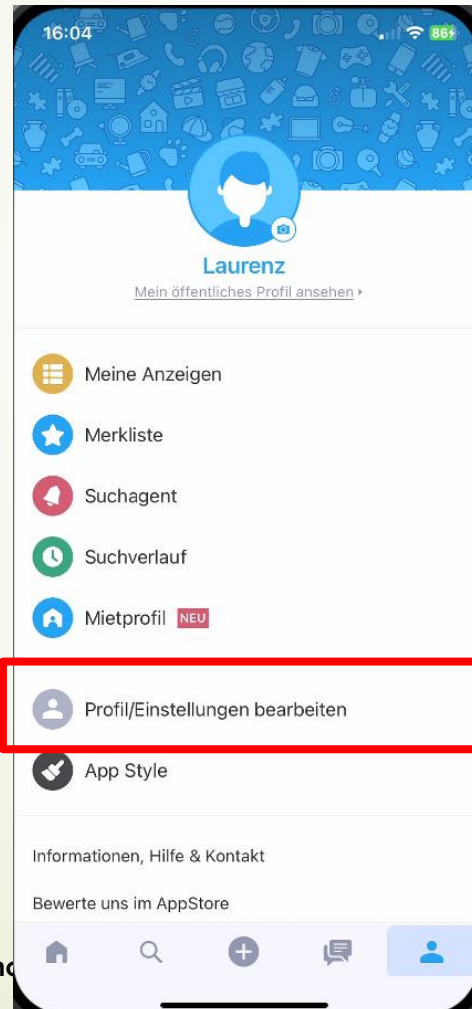 16:04
86
Laurenz
Mein öffentliches Profil ansehen
Meine Anzeigen
Merkliste
Suchagent
Suchverlauf
Mietprofil NEU
Profil/Einstellungen bearbeiten
App Style
Informationen, Hilfe & Kontakt
Bewerte uns im AppStore